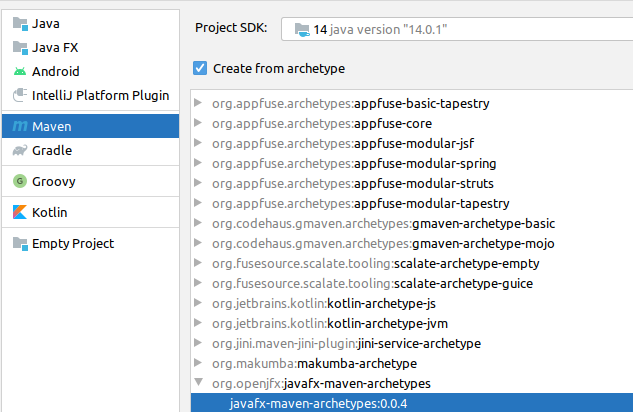 Java
Java FX
Android
IntelliJ Platform Plugin
Maven
Gradle
Groovy
Kotlin
Empty Project
Project SDK: 14 java version "14.0.1"
Create from archetype
org.appfuse.archetypes:appfuse-basic-tapestry
org.appfuse.archetypes:appfuse-core
org.appfuse.archetypes:appfuse-modular-jsf
org.appfuse.archetypes:appfuse-modular-spring
org.appfuse.archetypes:appfuse-modular-struts
org.appfuse.archetypes:appfuse-modular-tapestry
org.codehaus.gmaven.archetypes:gmaven-archetype-basic
org.codehaus.gmaven.archetypes:gmaven-archetype-mojo
org.fusesource.scalate.tooling:scalate-archetype-empty
org.fusesource.scalate.tooling:scalate-archetype-guice
org.jetbrains.kotlin:kotlin-archetype-js
org.jetbrains.kotlin:kotlin-archetype-jvm
org.jini.maven-jini-plugin:jini-service-archetype
org.makumba:makumba-archetype
org.openjfx:javafx-maven-archetypes
javafx-maven-archetypes:0.0.4